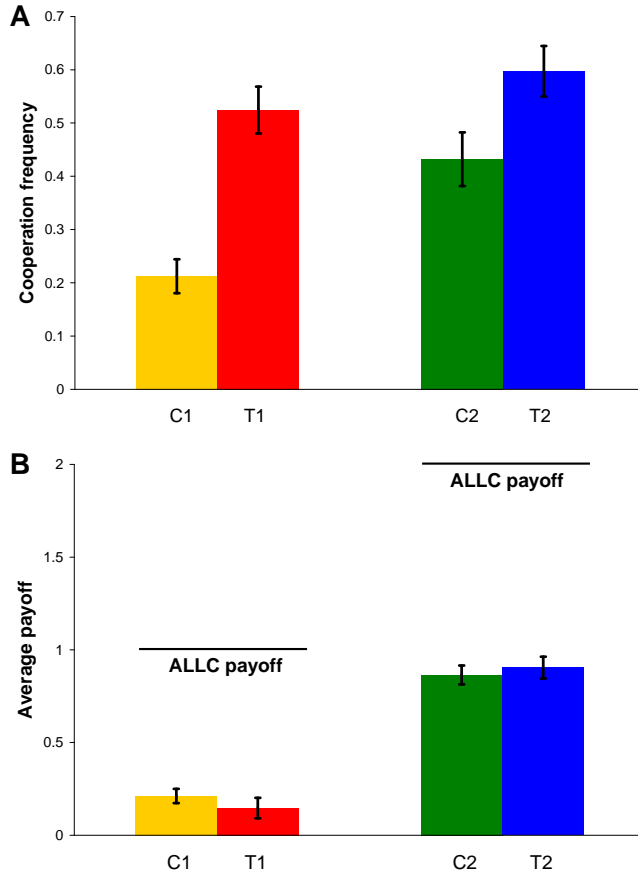 A
Cooperation frequency
0.7
0.6
0.5
0.4
0.3
0.2
0.1
0
C1 T1 C2 T2
B
Average payoff
2
1.5
1
0.5
0
ALLC payoff
ALLC payoff
C1 T1 C2 T2